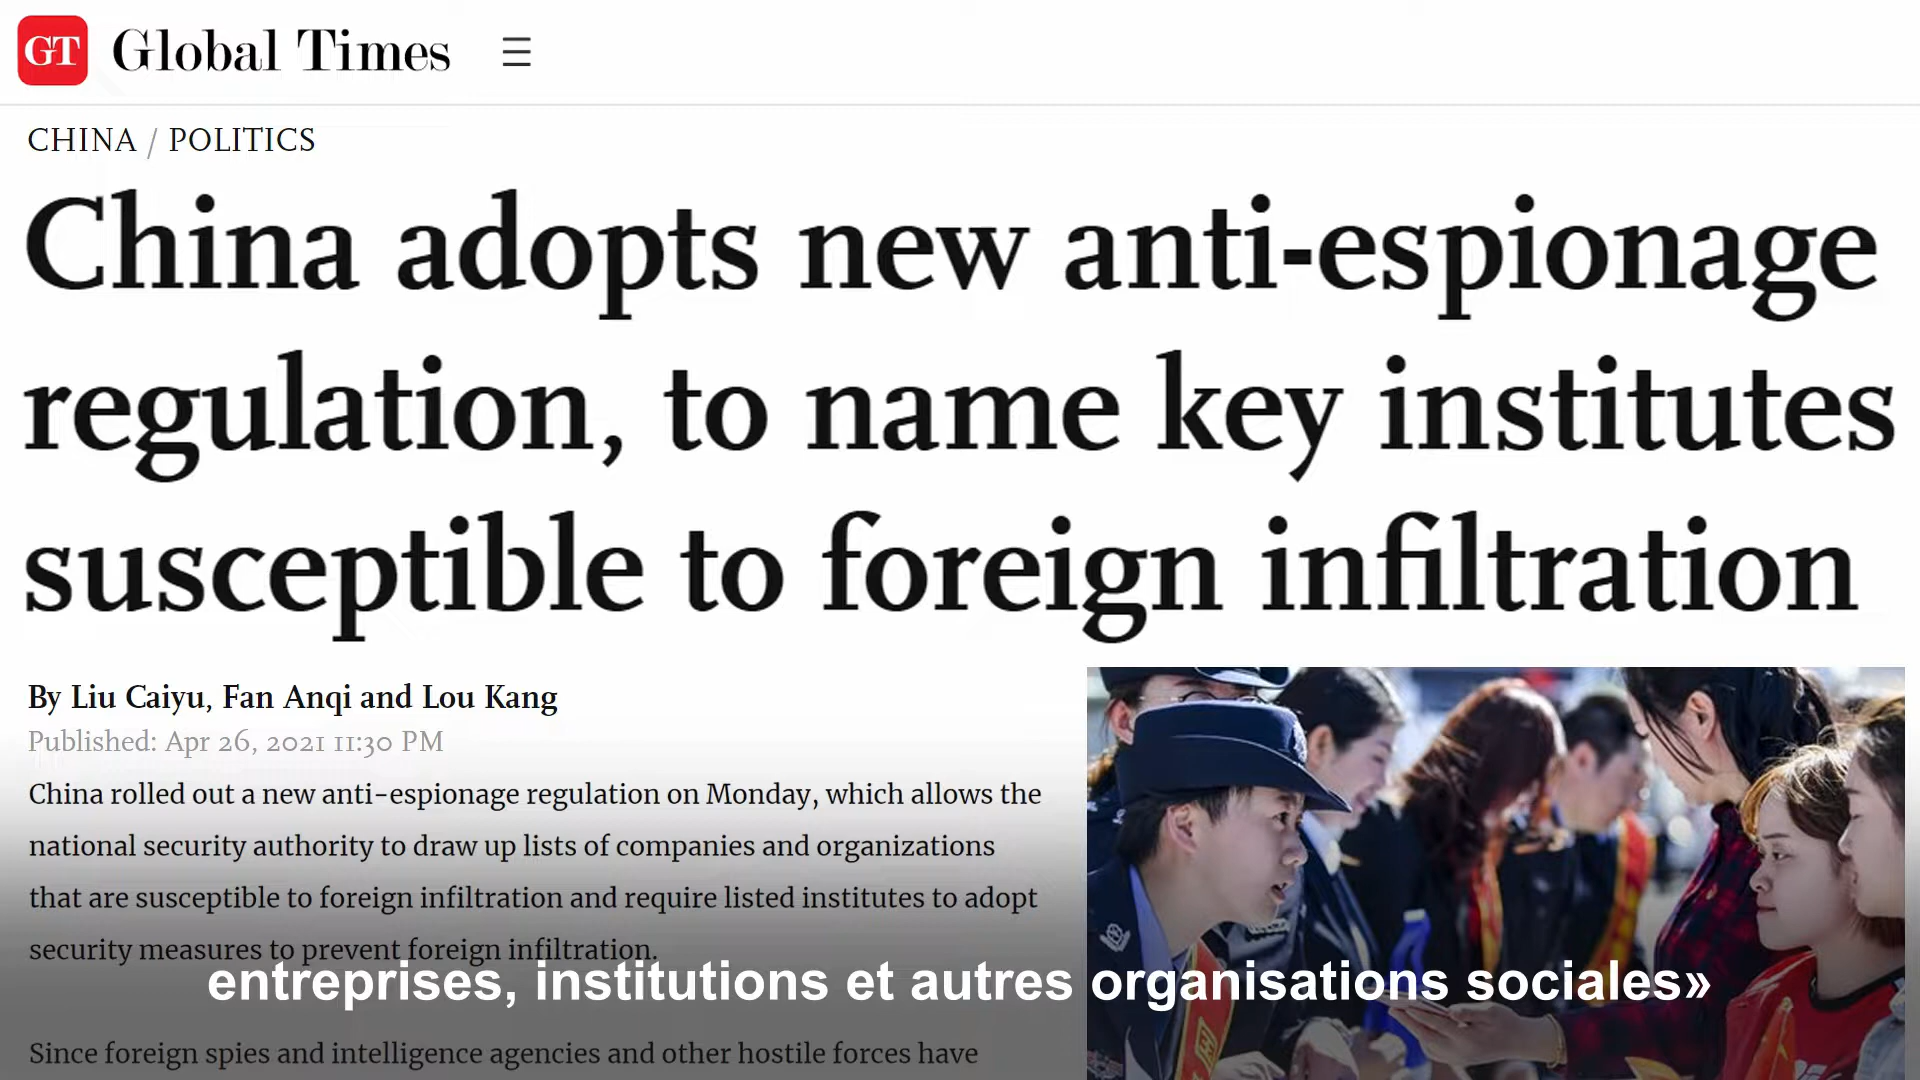 GT Global Times
CHINA / POLITICS
China adopts new anti-espionage
regulation, to name key institutes
susceptible to foreign infiltration
By Liu Caiyu, Fan Anqi and Lou Kang
Published: Apr 26, 2021 11:30 PM
China rolled out a new anti-espionage regulation on Monday, which allows the
national security authority to draw up lists of companies and organizations
that are susceptible to foreign infiltration and require listed institutes to adopt
security measures to prevent foreign infiltration.
entreprises, institutions et autres organisations sociales»
Since foreign spies and intelligence agencies and other hostile forces have